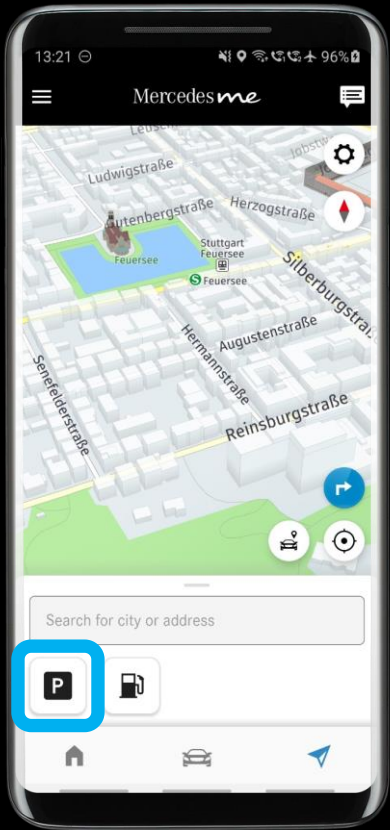 13:21
96%
Mercedes me
Ludwigstraße
Gutenbergstraße
Herzogstraße
Stuttgart
Feuersee
Feuersee
S Feuersee
Silberburgstraße
Augustenstraße
Hermannstraße
Senefelderstraße
Reinsburgstraße
Search for city or address
P